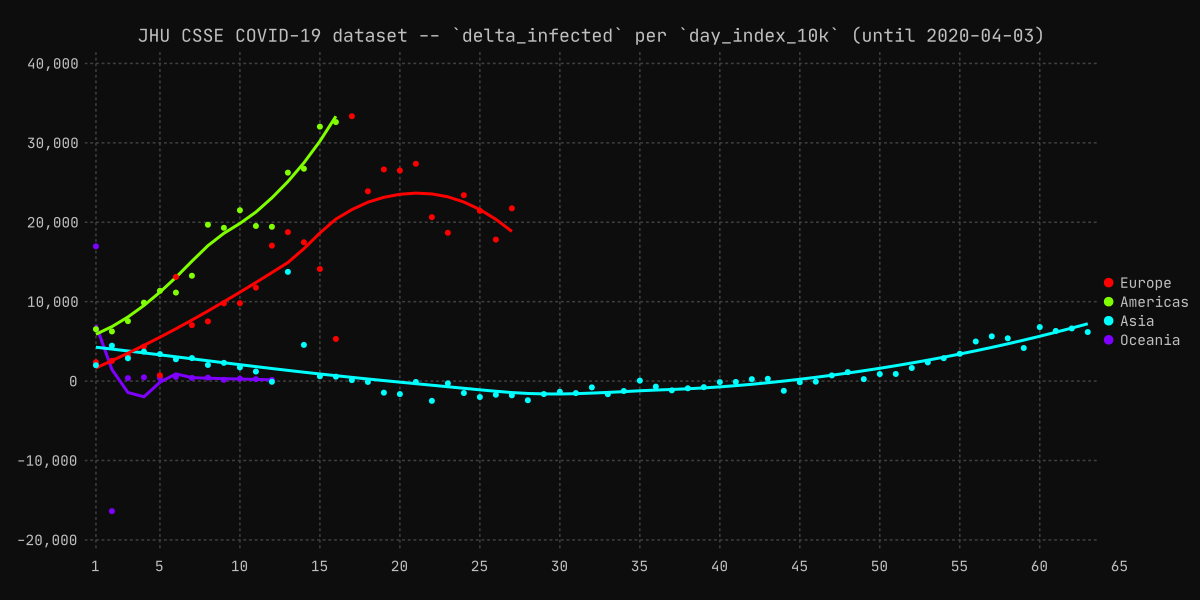 JHU CSSE COVID-19 dataset -- `delta_infected` per `day_index_10k` (until 2020-04-03)
40,000
30,000
20,000
10,000
0
-10,000
-20,000
1 5 10 15 20 25 30 35 40 45 50 55 60 65
Europe
Americas
Asia
Oceania